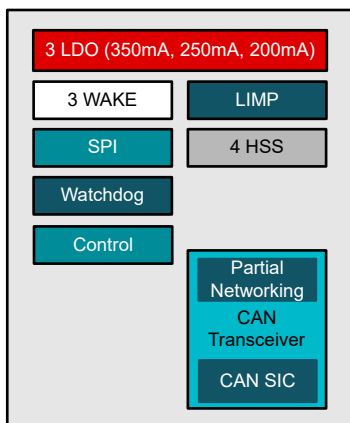 3 LDO (350mA, 250mA, 200mA)
3 WAKE
LIMP
SPI
4 HSS
Watchdog
Control
Partial
Networking
CAN
Transceiver
CAN SIC